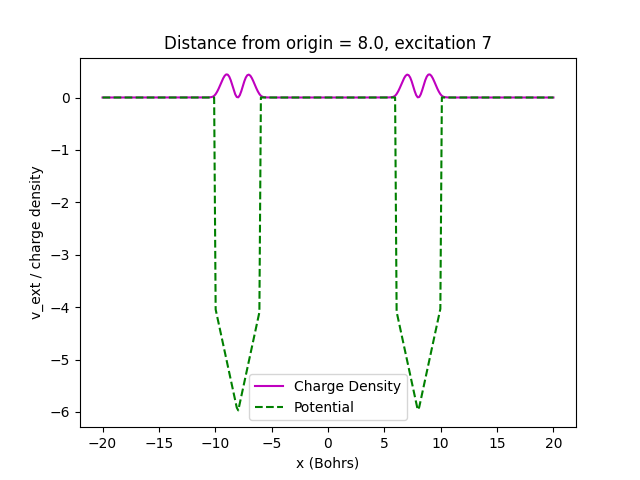 Distance from origin = 8.0, excitation 7
v_ext / charge density
0
−1
−2
−3
−4
−5
−6
Charge Density
Potential
−20 −15 −10 −5 0 5 10 15 20
x (Bohrs)